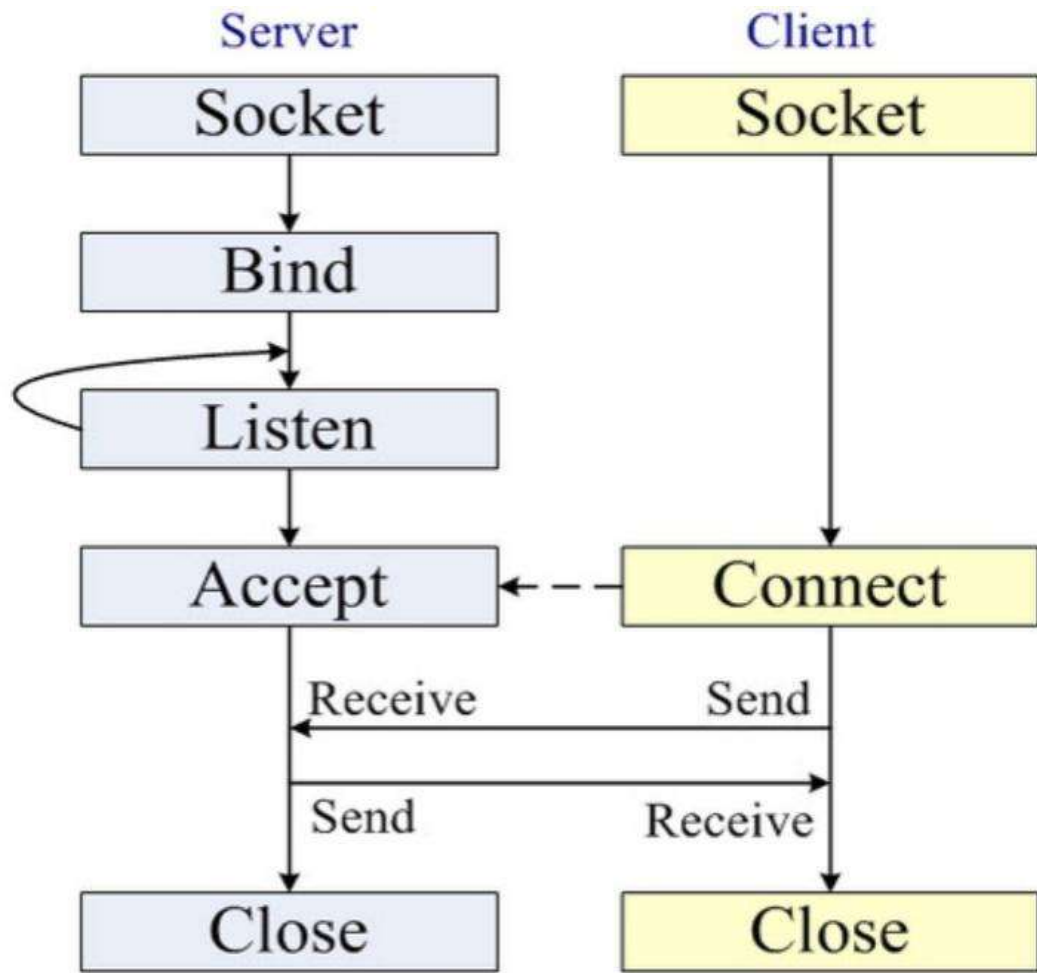 Server
Client
Socket
Socket
Bind
Listen
Accept
Connect
Receive
Send
Send
Receive
Close
Close